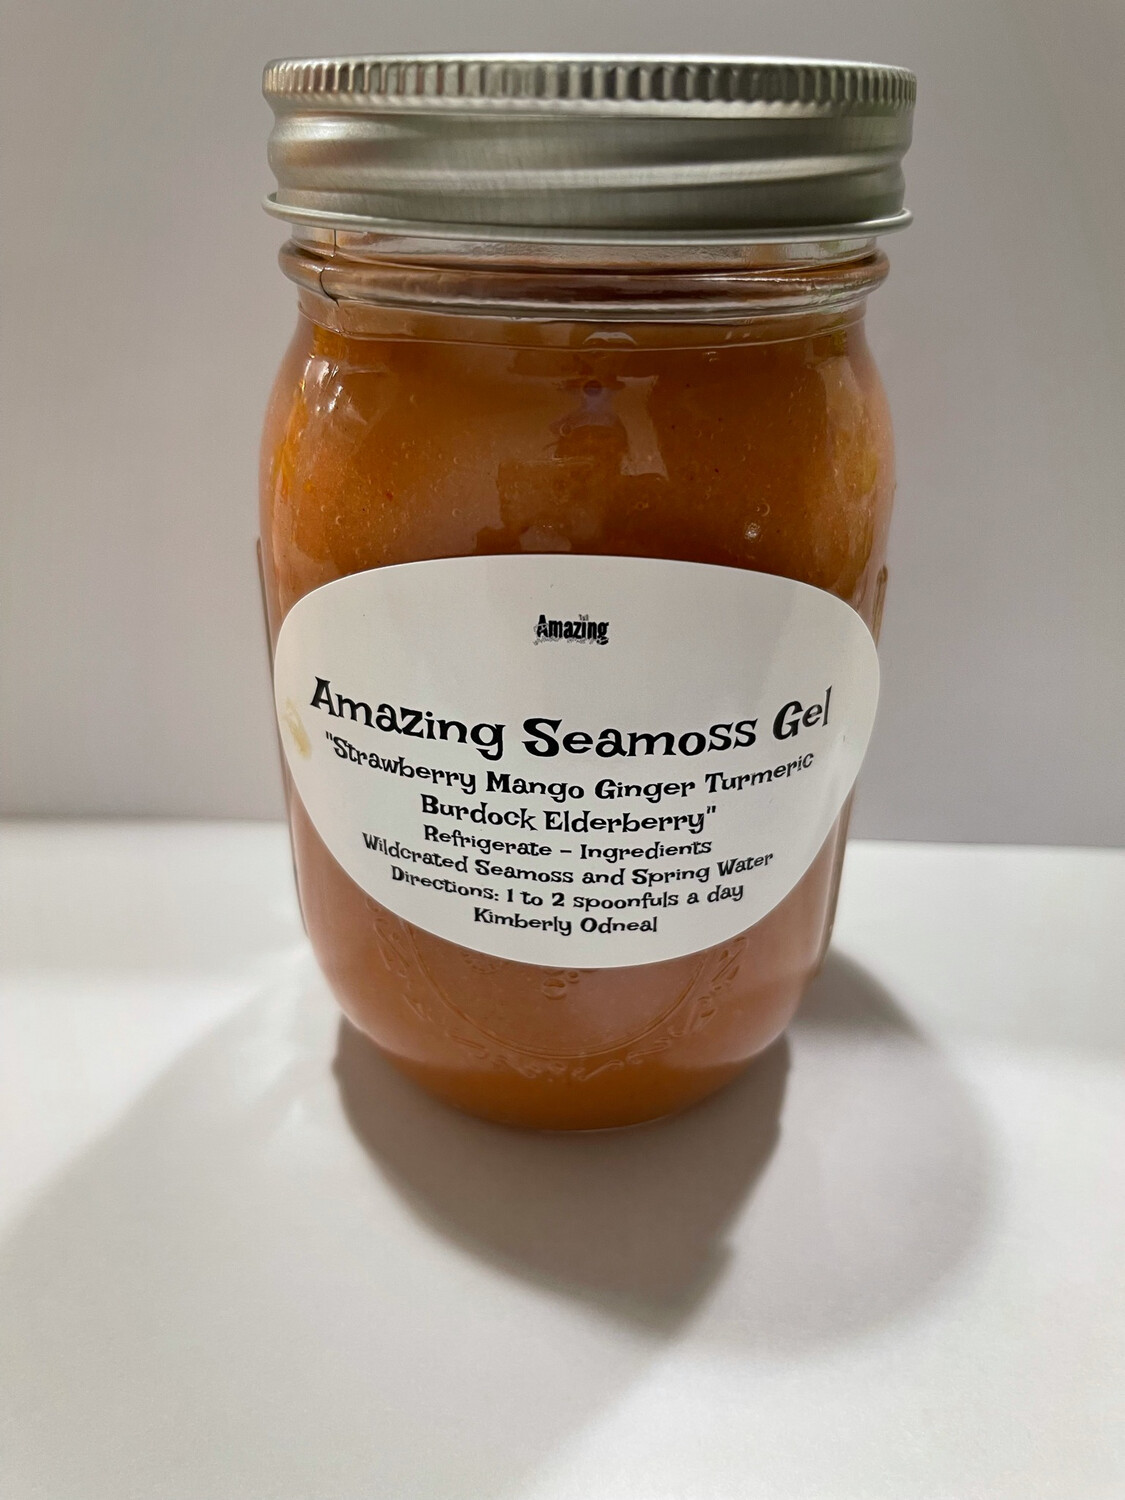 Amazing
Amazing Seamoss Gel
"Strawberry Mango Ginger Turmeric
Burdock Elderberry"
Refrigerate - Ingredients
Wildcrated Seamoss and Spring Water
Directions: 1 to 2 spoonfuls a day
Kimberly Odneal